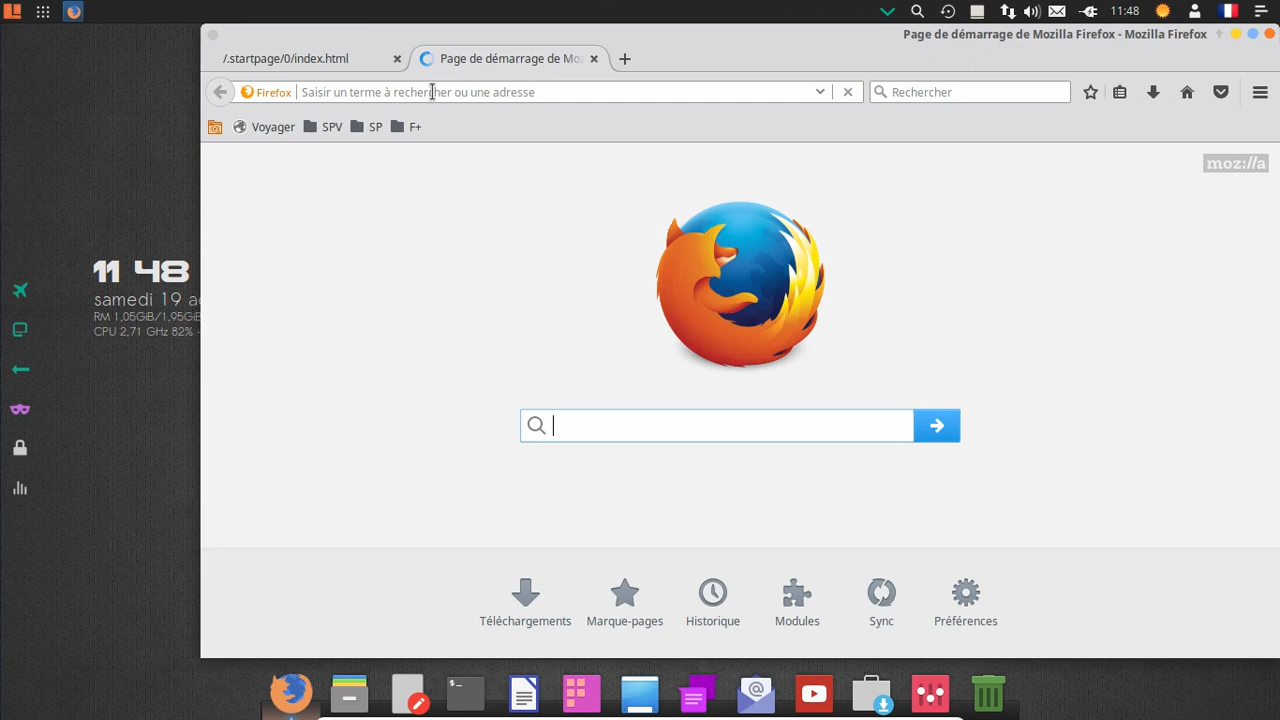 11:48
Page de démarrage de Mozilla Firefox - Mozilla Firefox
/.startpage/0/index.html
Page de démarrage de Moz
Firefox
Saisir un terme à rechercher ou une adresse
Rechercher
Voyager
SPV
SP
F+
moz://a
11 48
samedi 19 ao
RM 1,05GiB/1,95GiB
CPU 2,71 GHz 82% -
Téléchargements
Marque-pages
Historique
Modules
Sync
Préférences